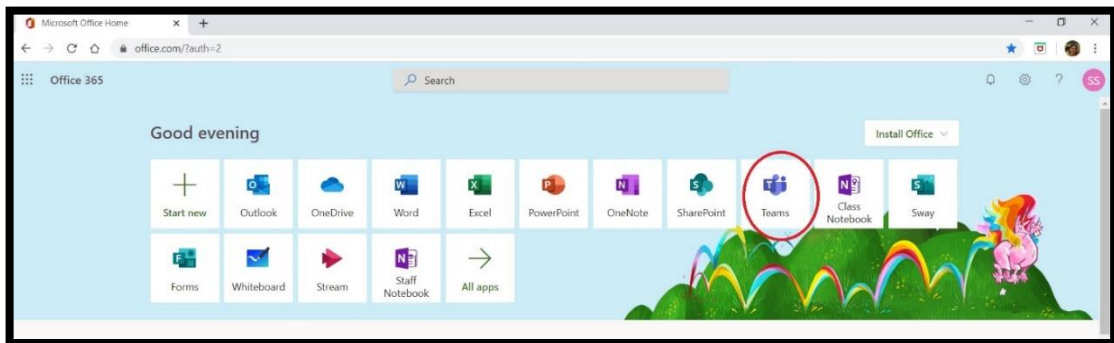 Microsoft Office Home
office.com/?auth=2
Office 365
Search
?
SS
Good evening
Install Office
Start new
Outlook
OneDrive
Word
Excel
PowerPoint
OneNote
SharePoint
Teams
Class
Notebook
Sway
Forms
Whiteboard
Stream
Staff
Notebook
All apps